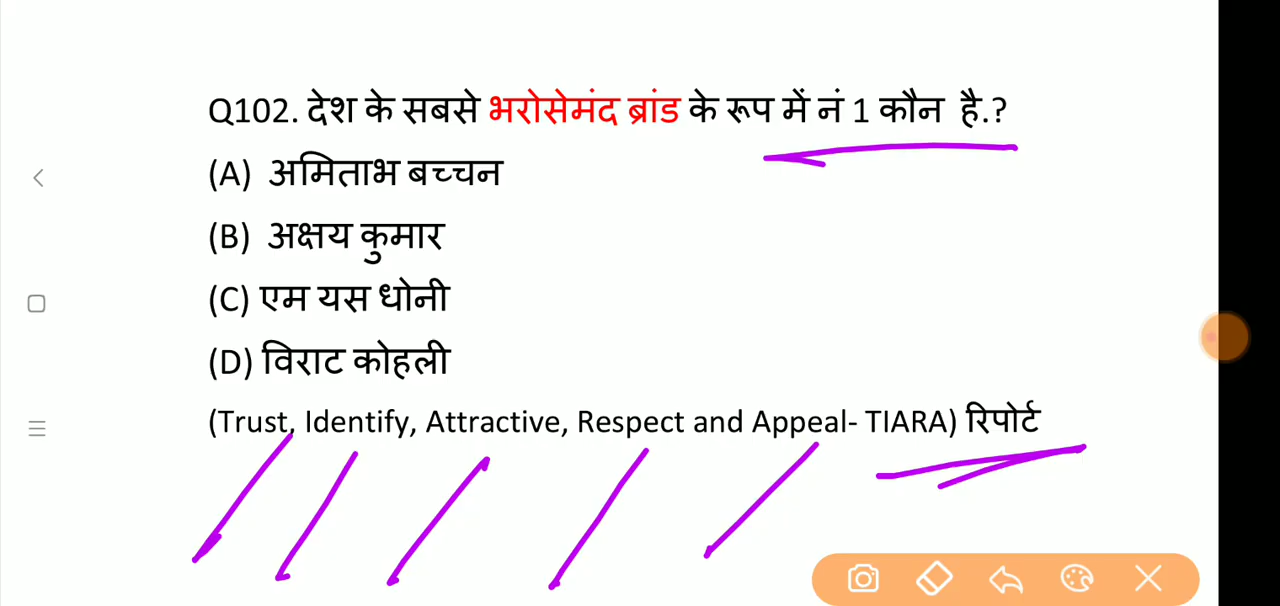 Q102. देश के सबसे भरोसेमंद ब्रांड के रूप में नं 1 कौन है.?
(A) अमिताभ बच्चन
(B) अक्षय कुमार
(C) एम यस धोनी
(D) विराट कोहली
(Trust, Identify, Attractive, Respect and Appeal- TIARA) रिपोर्ट